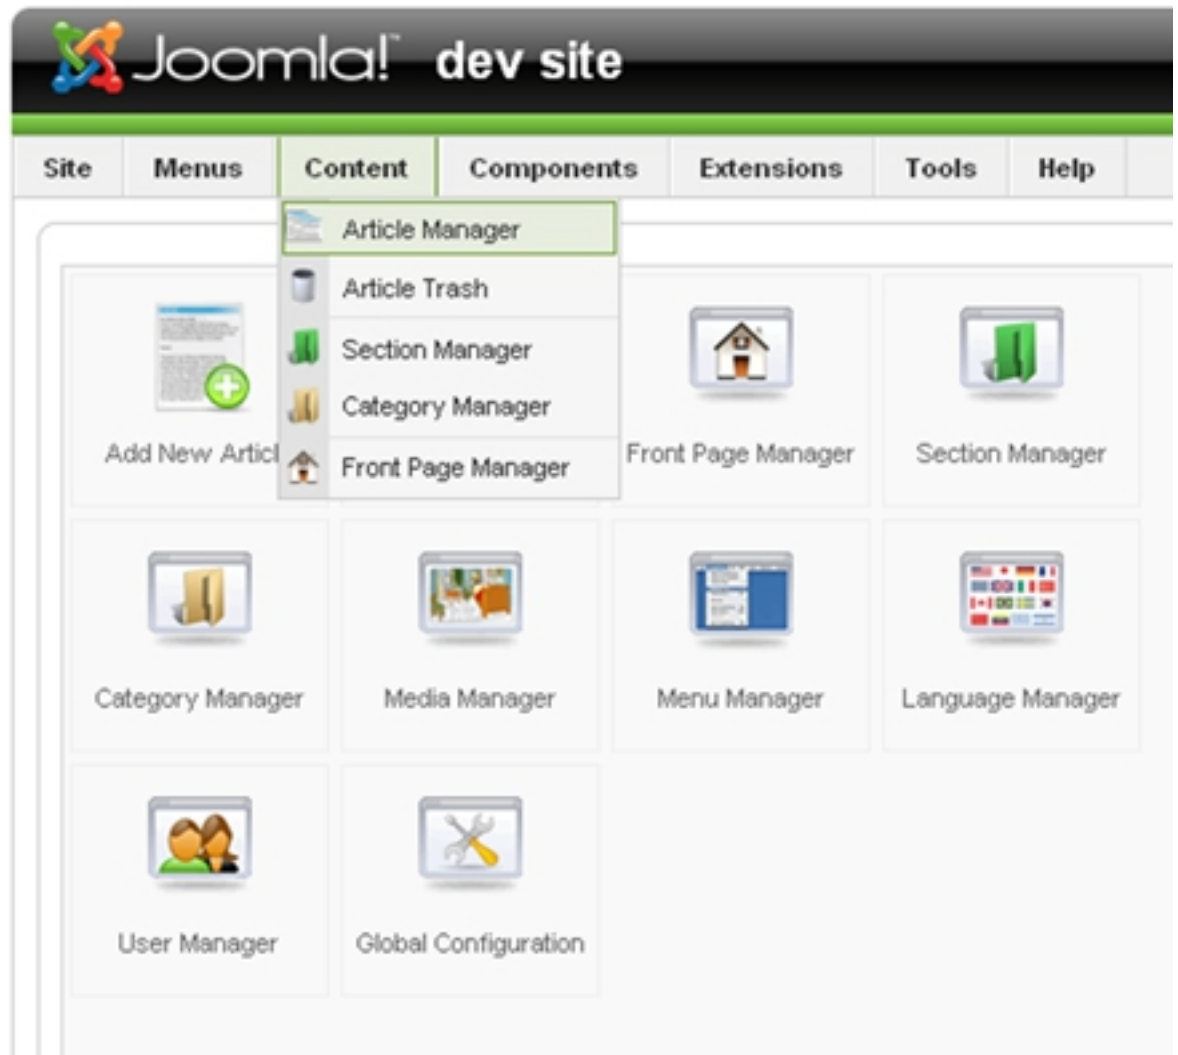 Joomla!™ dev site
Site Menus Content Components Extensions Tools Help
Article Manager
Article Trash
Section Manager
Category Manager
Front Page Manager
Add New Articl Front Page Manager Section Manager
Category Manager Media Manager Menu Manager Language Manager
User Manager Global Configuration